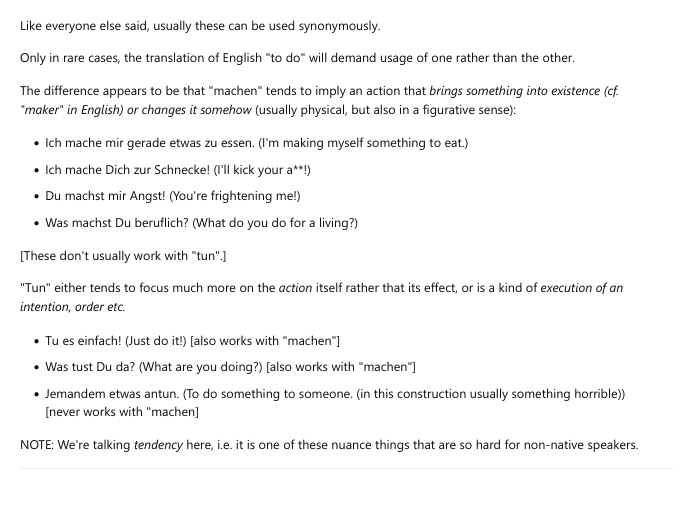 Like everyone else said, usually these can be used synonymously.
Only in rare cases, the translation of English "to do" will demand usage of one rather than the other.
The difference appears to be that "machen" tends to imply an action that brings something into existence (cf.
"maker" in English) or changes it somehow (usually physical, but also in a figurative sense):
• Ich mache mir gerade etwas zu essen. (I'm making myself something to eat.)
• Ich mache Dich zur Schnecke! (I'll kick your a**!)
• Du machst mir Angst! (You're frightening me!)
• Was machst Du beruflich? (What do you do for a living?)
[These don't usually work with "tun".]
"Tun" either tends to focus much more on the action itself rather that its effect, or is a kind of execution of an
intention, order etc.
• Tu es einfach! (Just do it!) [also works with "machen"]
• Was tust Du da? (What are you doing?) [also works with "machen"]
• Jemandem etwas antun. (To do something to someone. (in this construction usually something horrible))
[never works with "machen]
NOTE: We're talking tendency here, i.e. it is one of these nuance things that are so hard for non-native speakers.